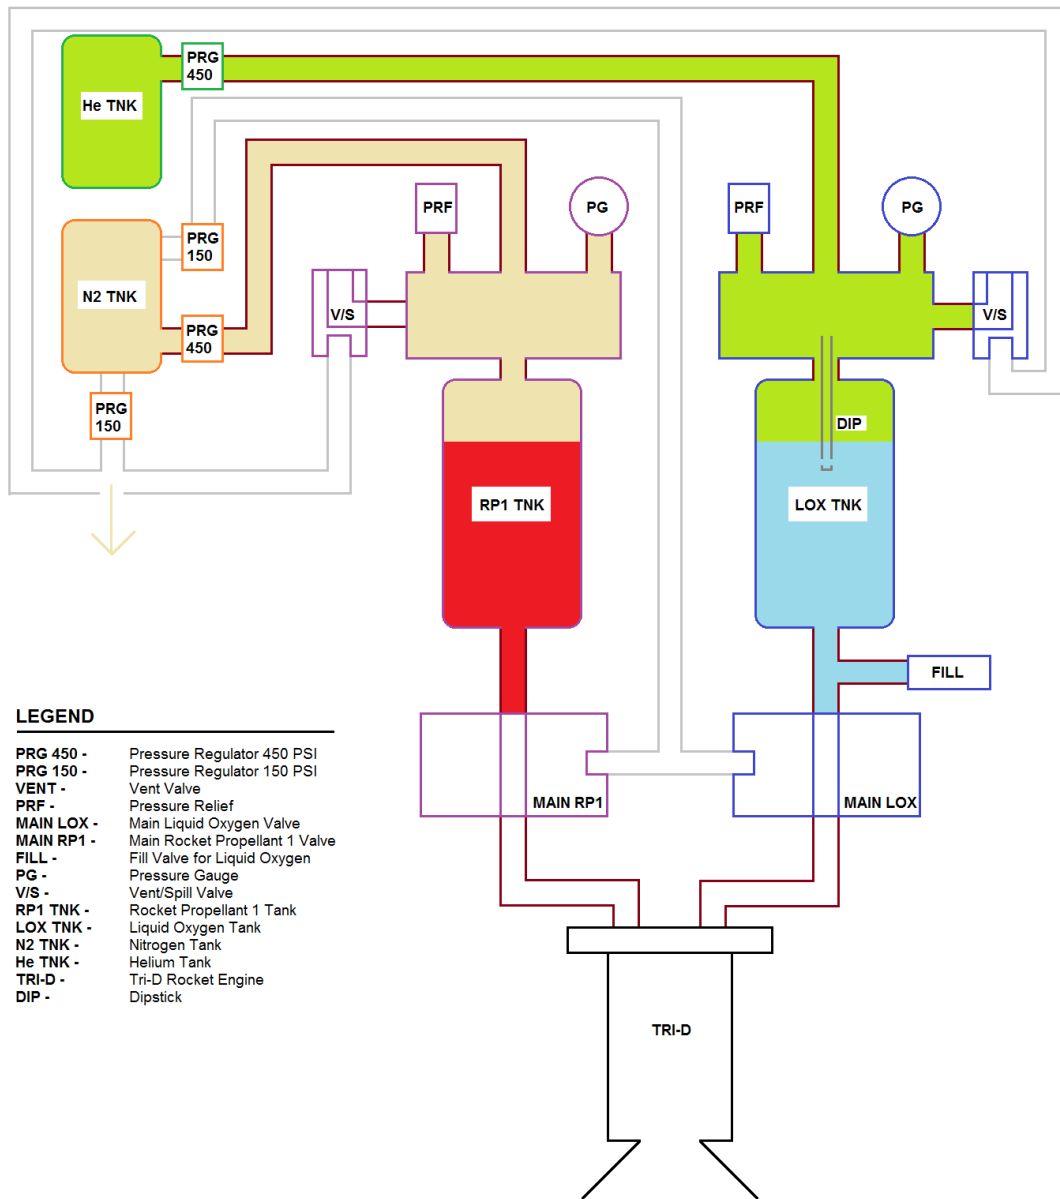 PRG
450
He TNK
PRF
PG
PRF
PG
PRG
150
N2 TNK
V/S
V/S
PRG
450
PRG
150
DIP
RP1 TNK
LOX TNK
FILL
MAIN RP1
MAIN LOX
TRI-D
LEGEND
PRG 450 - Pressure Regulator 450 PSI
PRG 150 - Pressure Regulator 150 PSI
VENT - Vent Valve
PRF - Pressure Relief
MAIN LOX - Main Liquid Oxygen Valve
MAIN RP1 - Main Rocket Propellant 1 Valve
FILL - Fill Valve for Liquid Oxygen
PG - Pressure Gauge
V/S - Vent/Spill Valve
RP1 TNK - Rocket Propellant 1 Tank
LOX TNK - Liquid Oxygen Tank
N2 TNK - Nitrogen Tank
He TNK - Helium Tank
TRI-D - Tri-D Rocket Engine
DIP - Dipstick